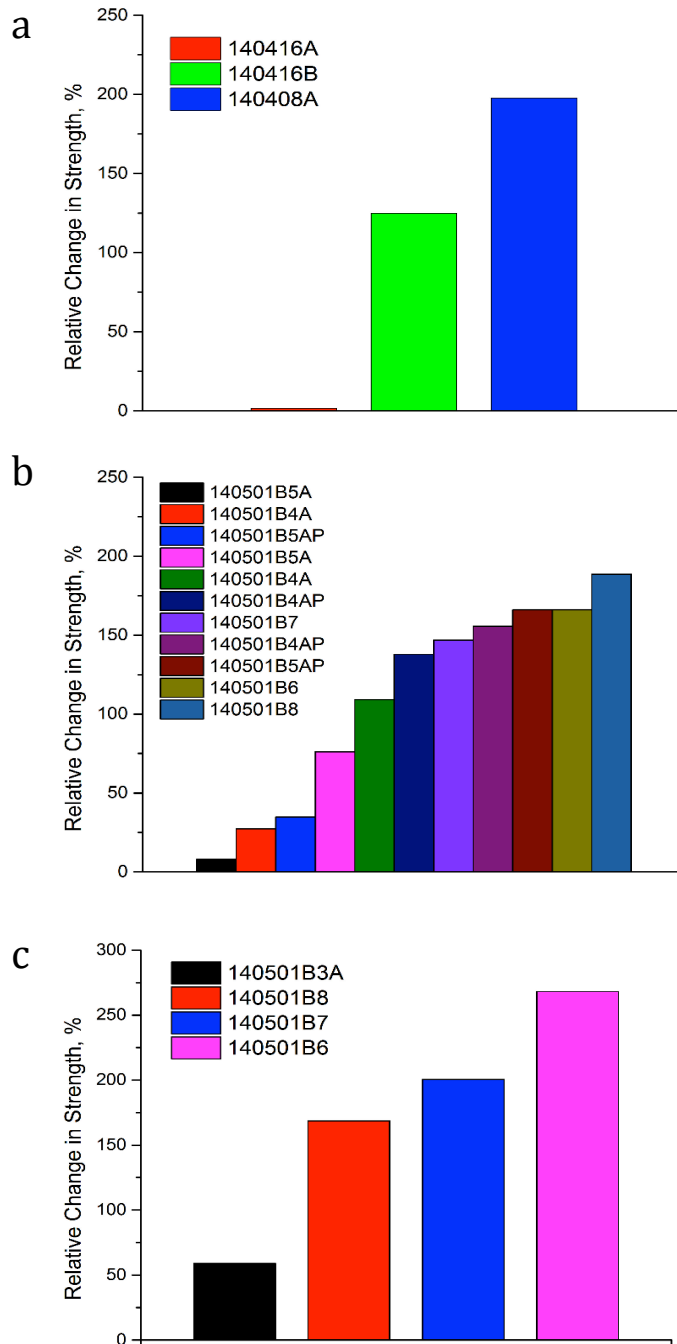 a
Relative Change in Strength, %
250
200
150
100
50
0
140416A
140416B
140408A
b
Relative Change in Strength, %
250
200
150
100
50
0
140501B5A
140501B4A
140501B5AP
140501B5A
140501B4A
140501B4AP
140501B7
140501B4AP
140501B5AP
140501B6
140501B8
c
Relative Change in Strength, %
300
250
200
150
100
50
0
140501B3A
140501B8
140501B7
140501B6